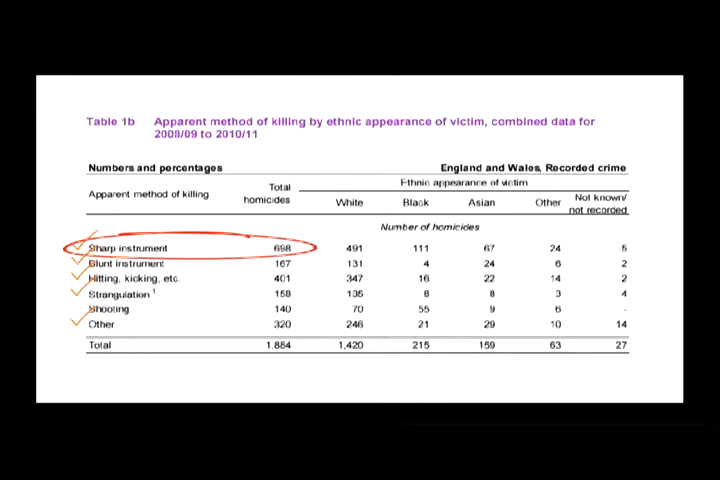 Table 1b Apparent method of killing by ethnic appearance of victim, combined data for
2008/09 to 2010/11
Numbers and percentages England and Wales, Recorded crime
Apparent method of killing Total homicides Ethnic appearance of victim
White Black Asian Other Not known/ not recorded
Number of homicides
Sharp instrument 698 491 111 67 24 5
Blunt instrument 167 131 4 24 6 2
Hitting, kicking, etc. 401 347 16 22 14 2
Strangulation 1 158 135 8 8 3 4
Shooting 140 70 55 9 6 -
Other 320 246 21 29 10 14
Total 1,884 1,420 215 159 63 27